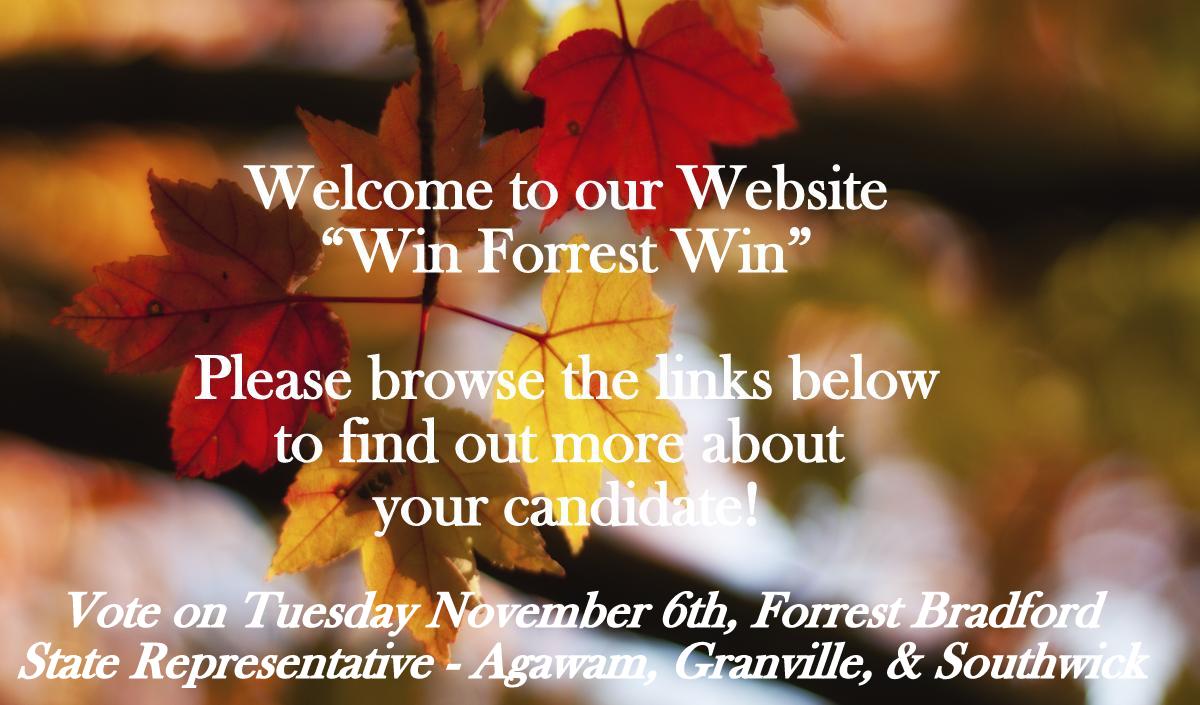 Welcome to our Website
“Win Forrest Win”
Please browse the links below
to find out more about
your candidate!
Vote on Tuesday November 6th, Forrest Bradford
State Representative - Agawam, Granville, & Southwick